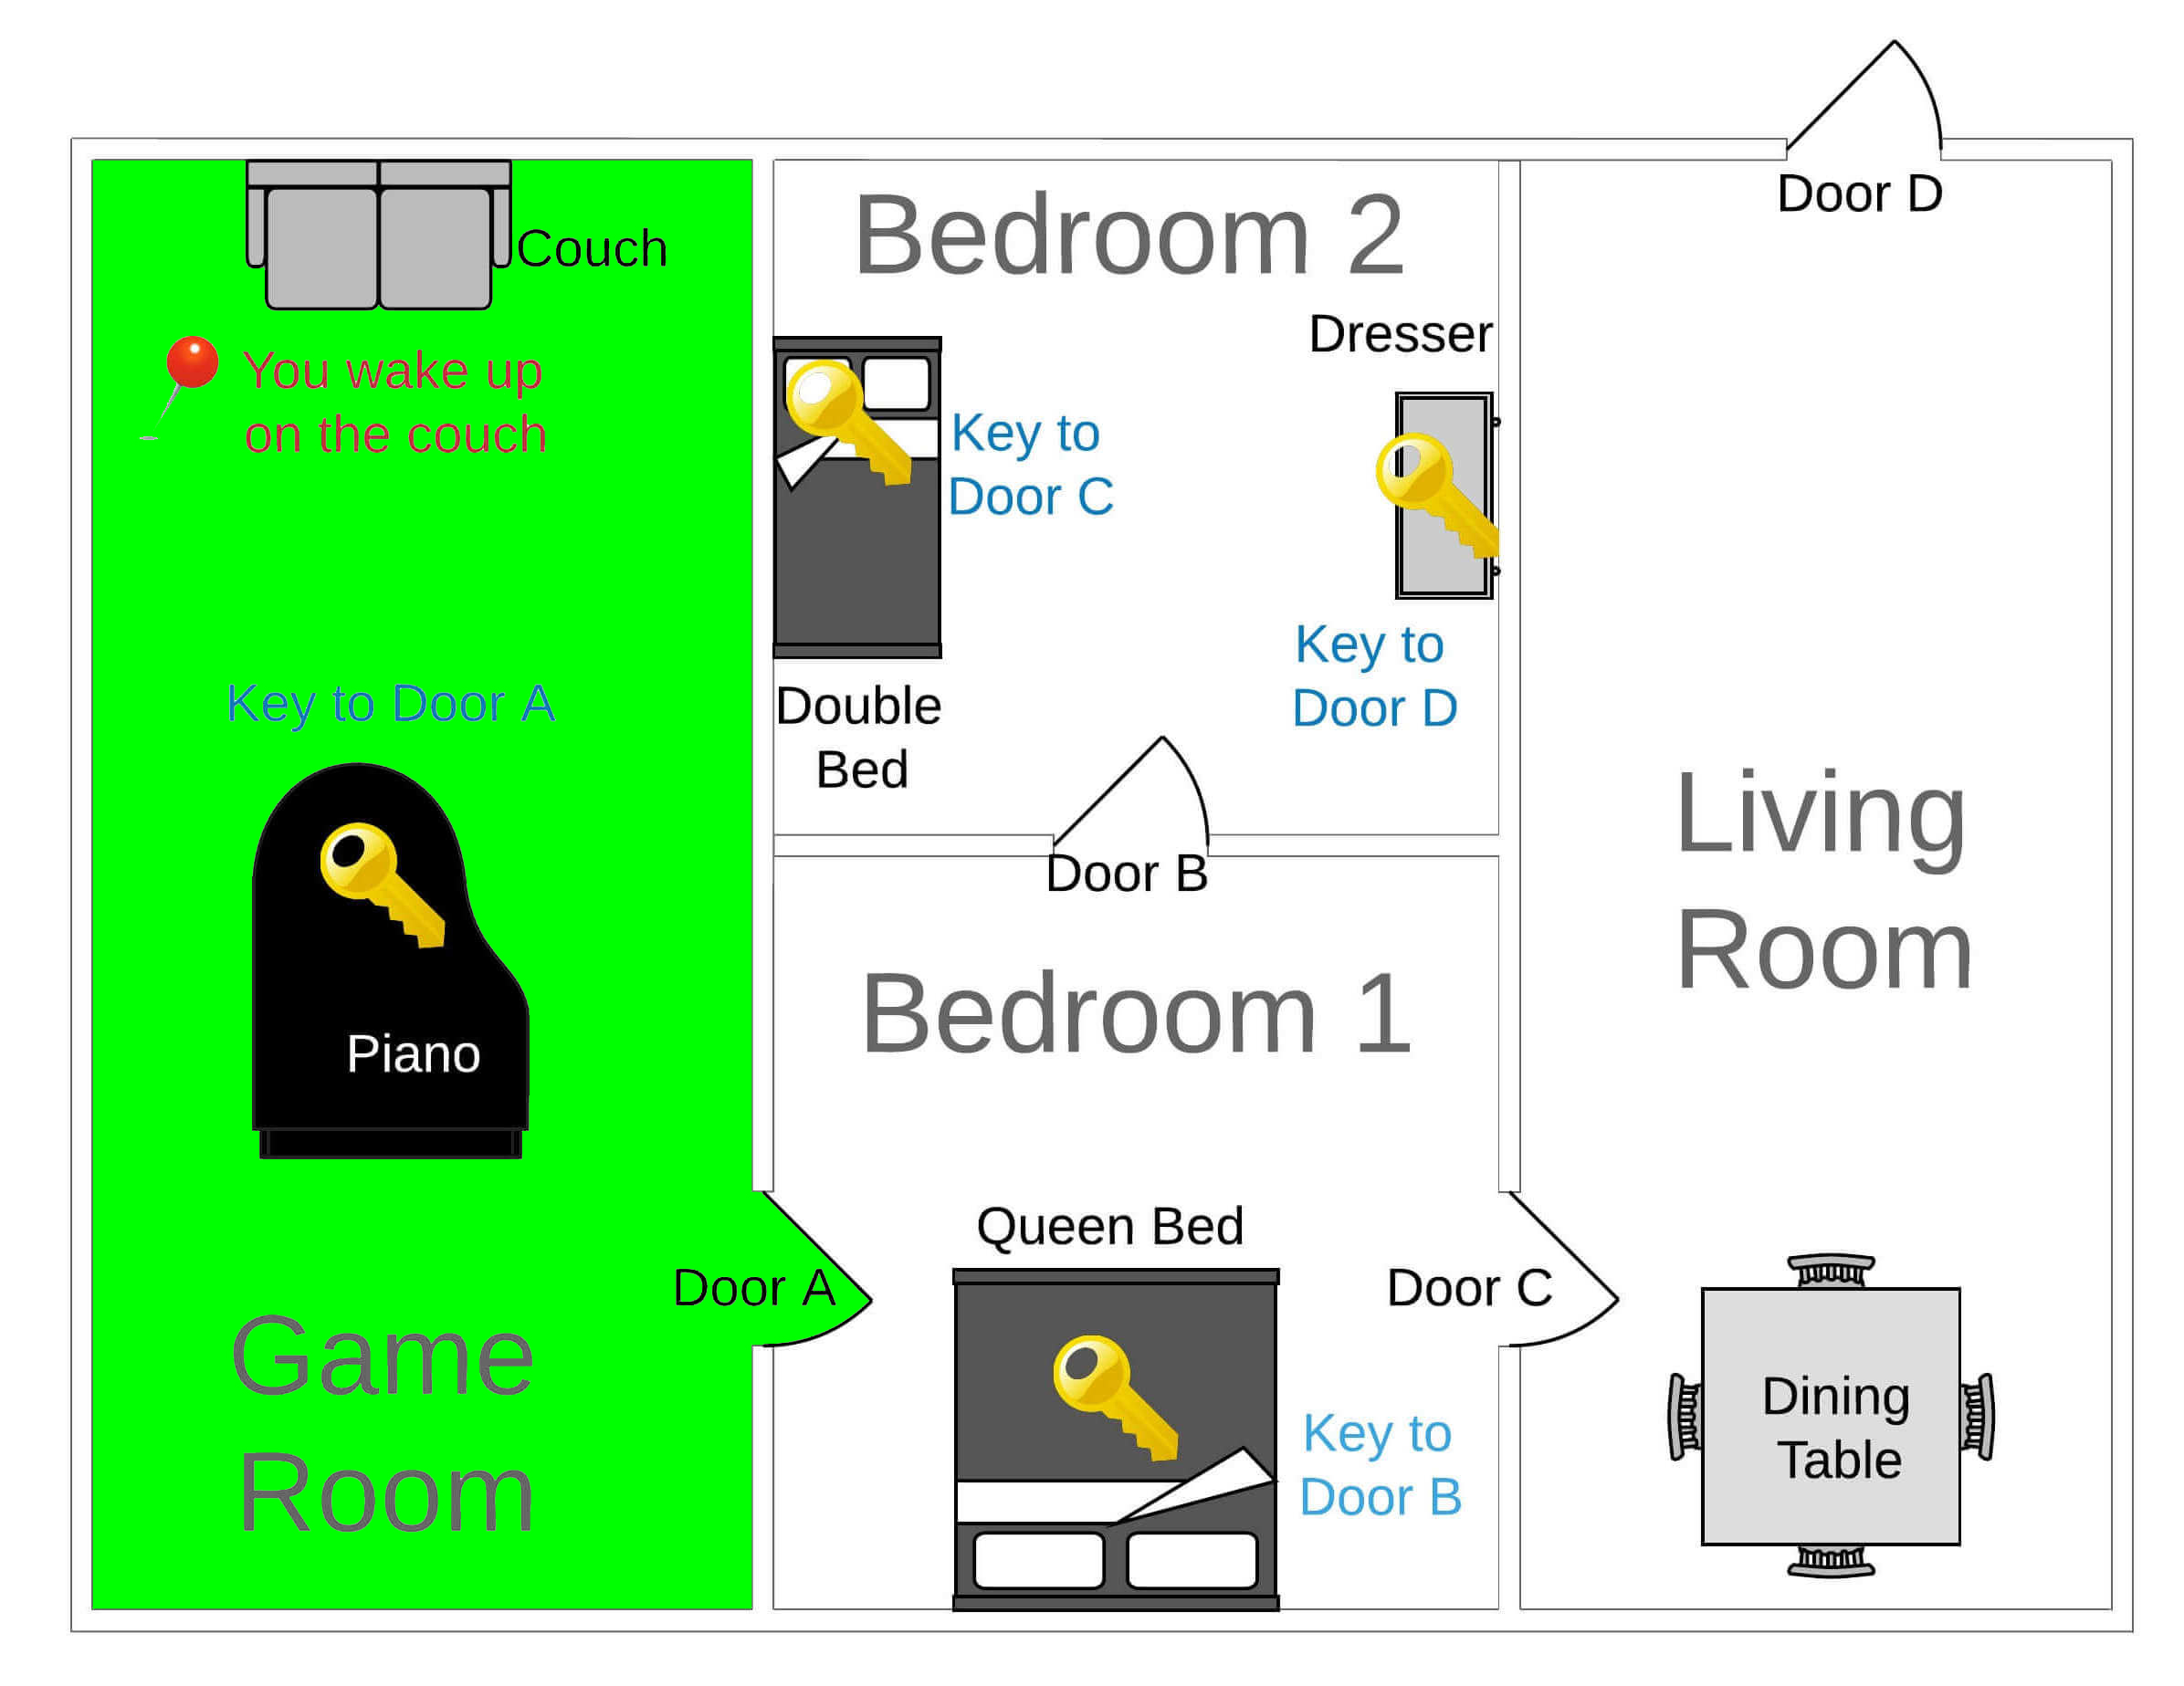 Door D
Bedroom 2
Couch
Dresser
You wake up
on the couch
Key to
Door C
Key to
Door D
Key to Door A
Double
Bed
Door B
Living
Room
Bedroom 1
Piano
Queen Bed
Door A
Door C
Game
Room
Key to
Door B
Dining
Table